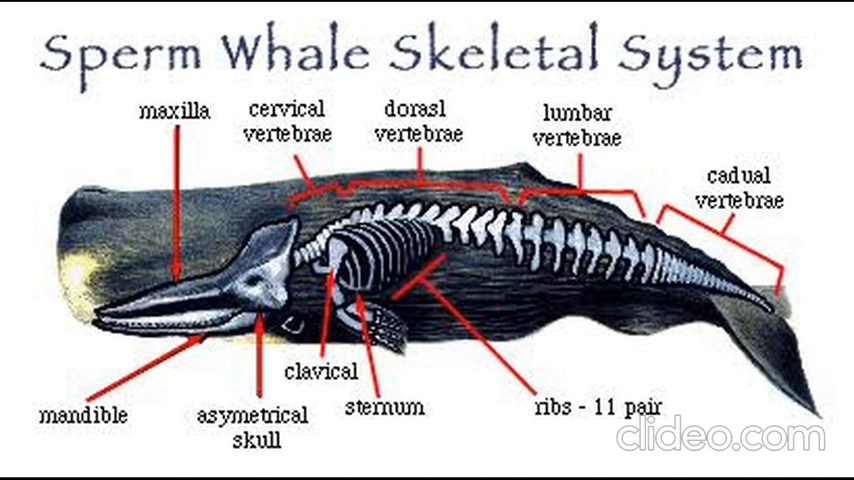 Sperm Whale Skeletal System
maxilla
cervical
vertebrae
dorasl
vertebrae
lumbar
vertebrae
cadual
vertebrae
clavical
mandible
asymetrical
skull
sternum
ribs - 11 pair
clideo.com